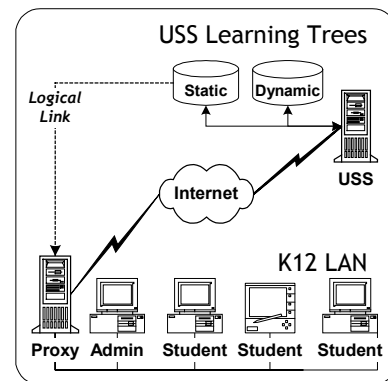 USS Learning Trees
Static
Dynamic
Logical
Link
USS
Internet
K12 LAN
Proxy Admin Student Student Student